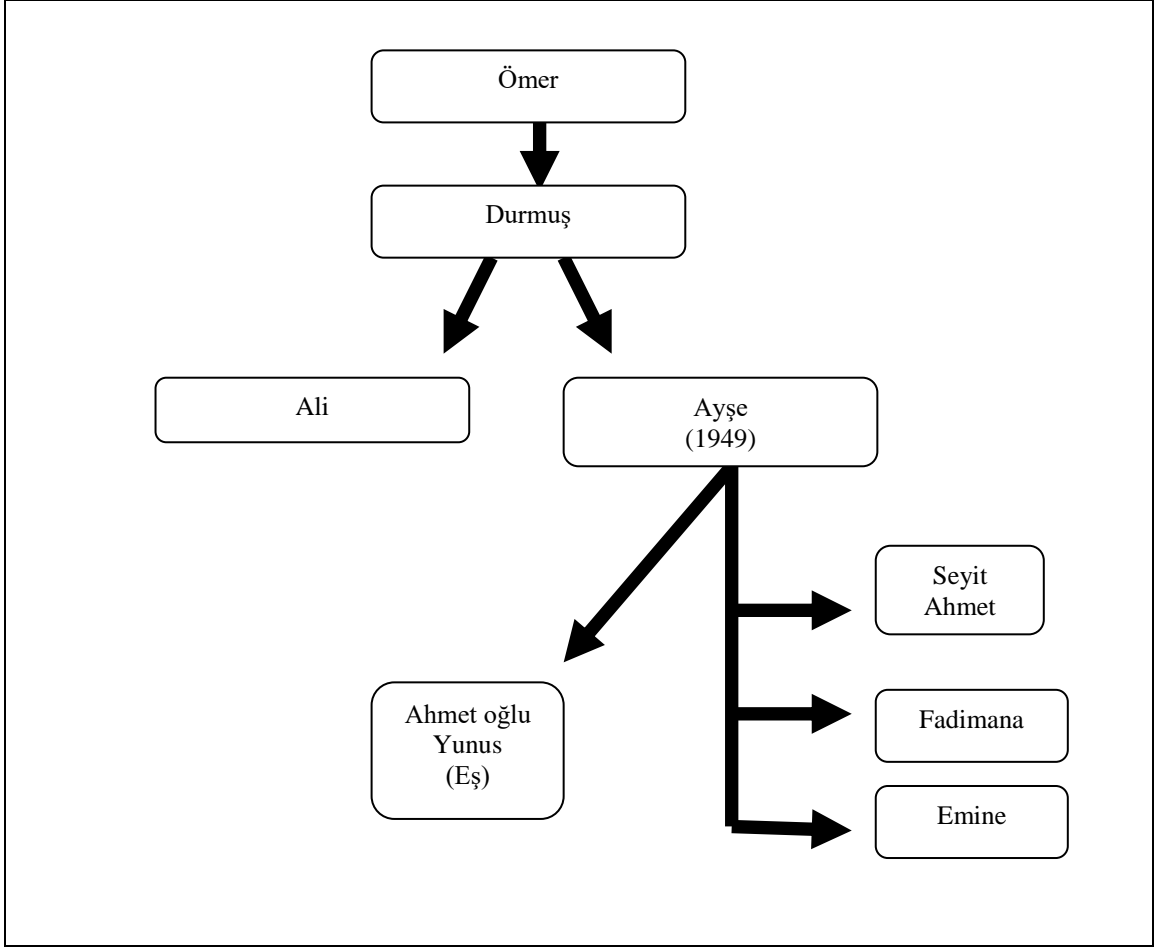 Ömer
Durmuş
Ali
Ayşe
(1949)
Seyit
Ahmet
Ahmet oğlu
Yunus
(Eş)
Fadimana
Emine